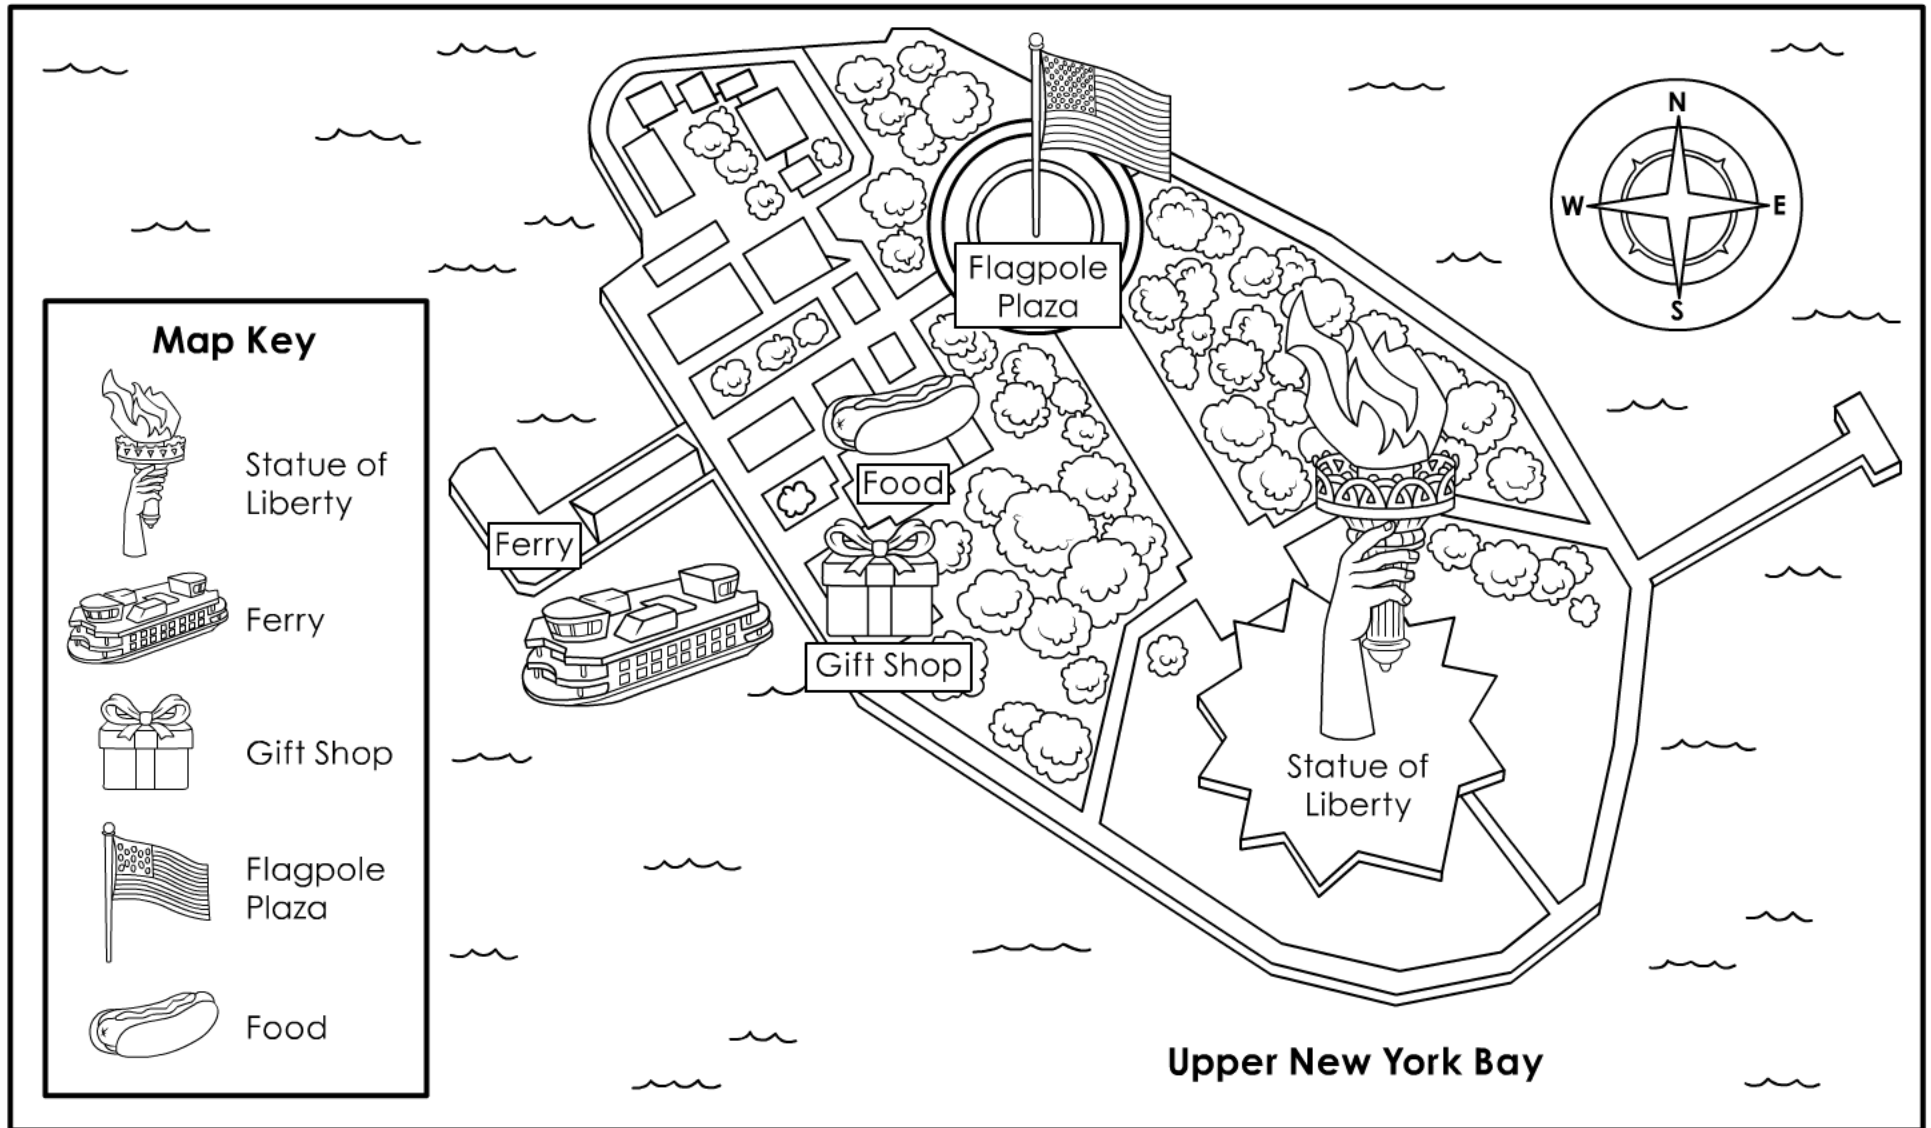 Map Key
Statue of
Liberty
Ferry
Gift Shop
Flagpole
Plaza
Food
Flagpole
Plaza
Food
Ferry
Gift Shop
Statue of
Liberty
N
W
E
S
Upper New York Bay